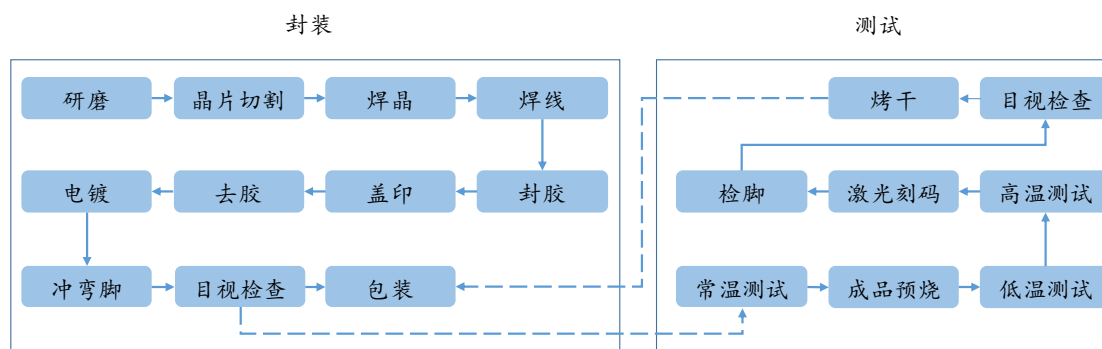 封装
测试
研磨
晶片切割
焊晶
焊线
烤干
目视检查
电镀
去胶
盖印
封胶
检脚
激光刻码
高温测试
冲弯脚
目视检查
包装
常温测试
成品预烧
低温测试